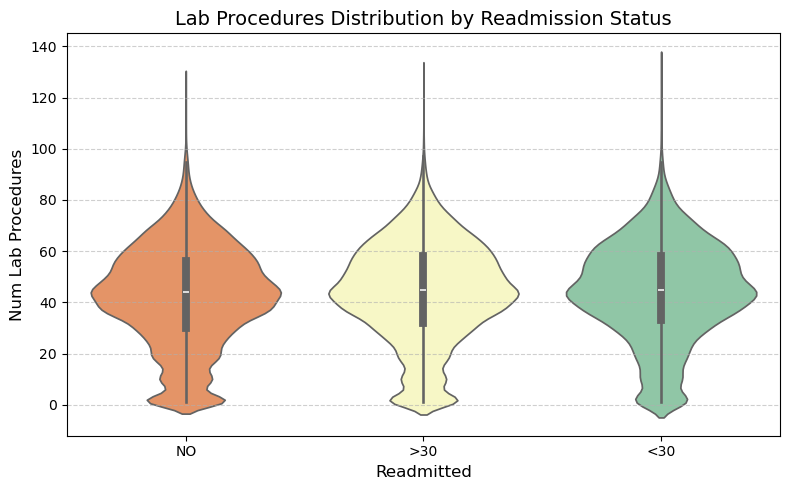 Lab Procedures Distribution by Readmission Status
Num Lab Procedures
140
120
100
80
60
40
20
0
NO
>30
<30
Readmitted